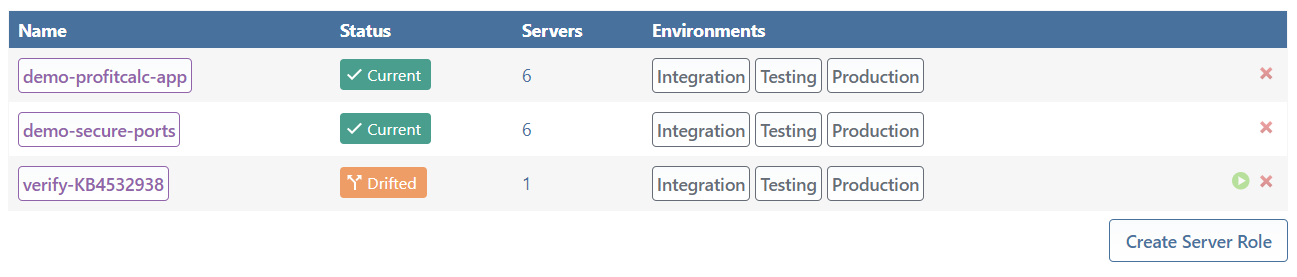 Name Status Servers Environments
demo-profitcalc-app Current 6 Integration Testing Production
demo-secure-ports Current 6 Integration Testing Production
verify-KB4532938 Drifted 1 Integration Testing Production
Create Server Role